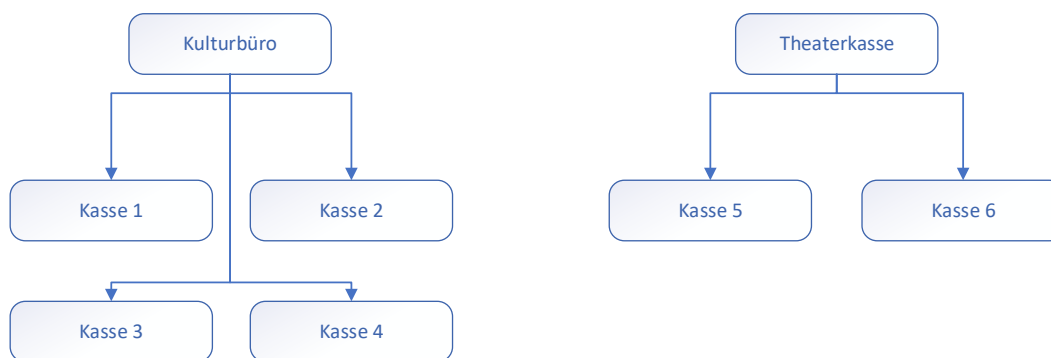 Kulturbüro
Theaterkasse
Kasse 1
Kasse 2
Kasse 5
Kasse 6
Kasse 3
Kasse 4